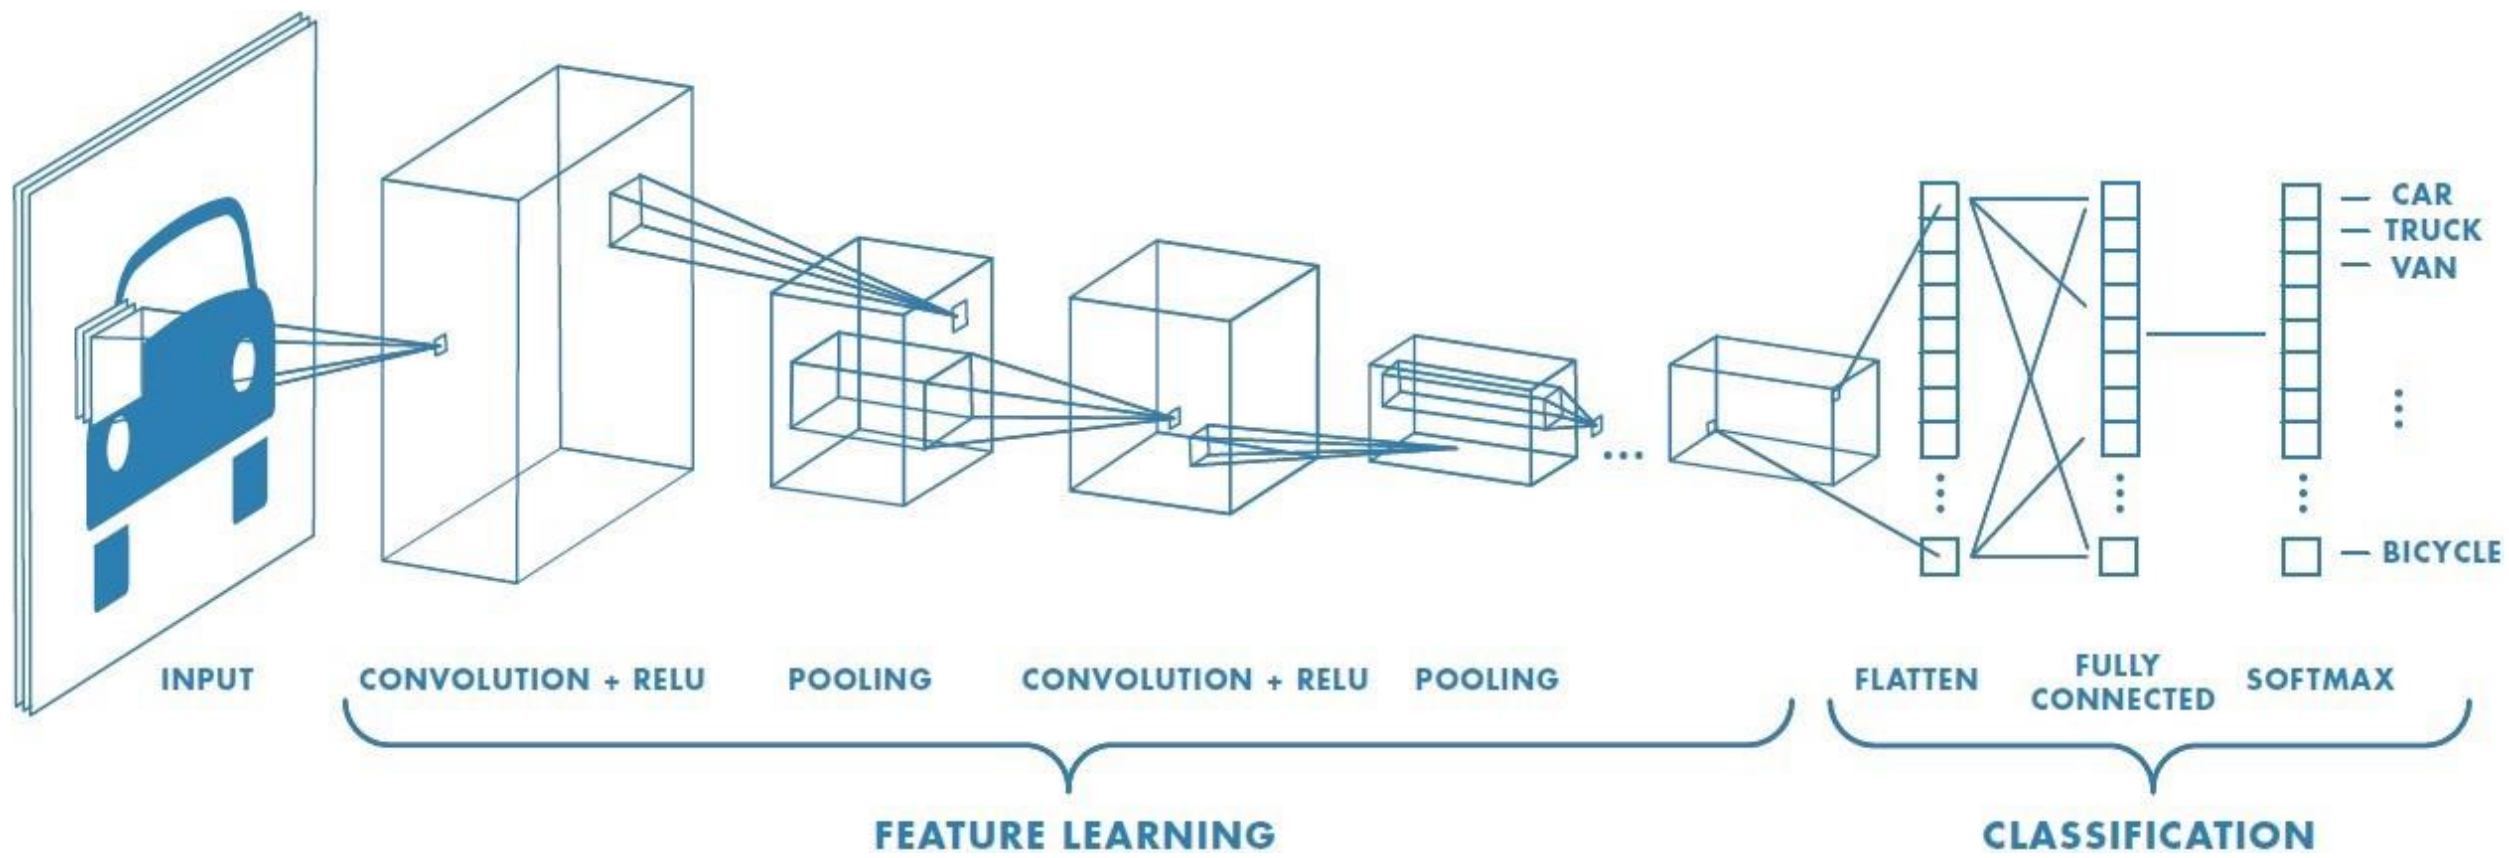 CAR
TRUCK
VAN
BICYCLE
INPUT
CONVOLUTION + RELU
POOLING
CONVOLUTION + RELU
POOLING
FLATTEN
FULLY
CONNECTED
SOFTMAX
FEATURE LEARNING
CLASSIFICATION